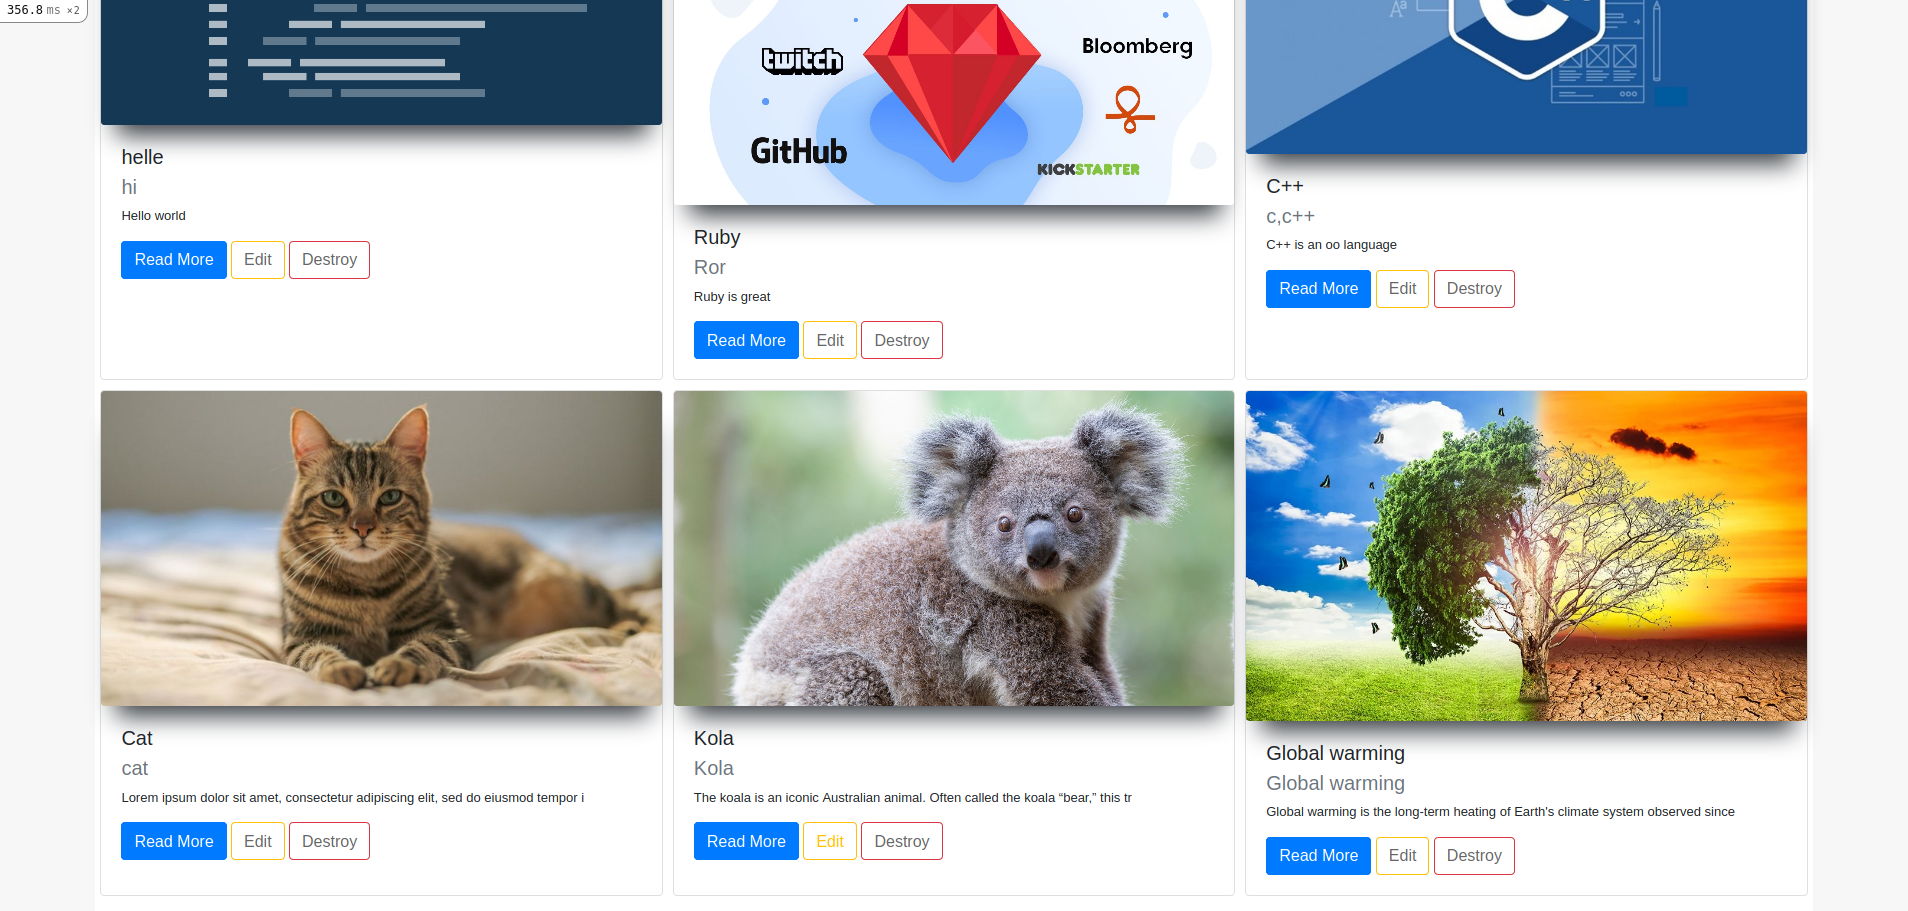 356.8 ms ×2
twitch
Bloomberg
GitHub
KICKSTARTER
Aa
C
helle
hi
Hello world
Read More Edit Destroy
Ruby
Ror
Ruby is great
Read More Edit Destroy
C++
c,c++
C++ is an oo language
Read More Edit Destroy
Cat
cat
Lorem ipsum dolor sit amet, consectetur adipiscing elit, sed do eiusmod tempor i
Read More Edit Destroy
Kola
Kola
The koala is an iconic Australian animal. Often called the koala “bear,” this tr
Read More Edit Destroy
Global warming
Global warming
Global warming is the long-term heating of Earth's climate system observed since
Read More Edit Destroy